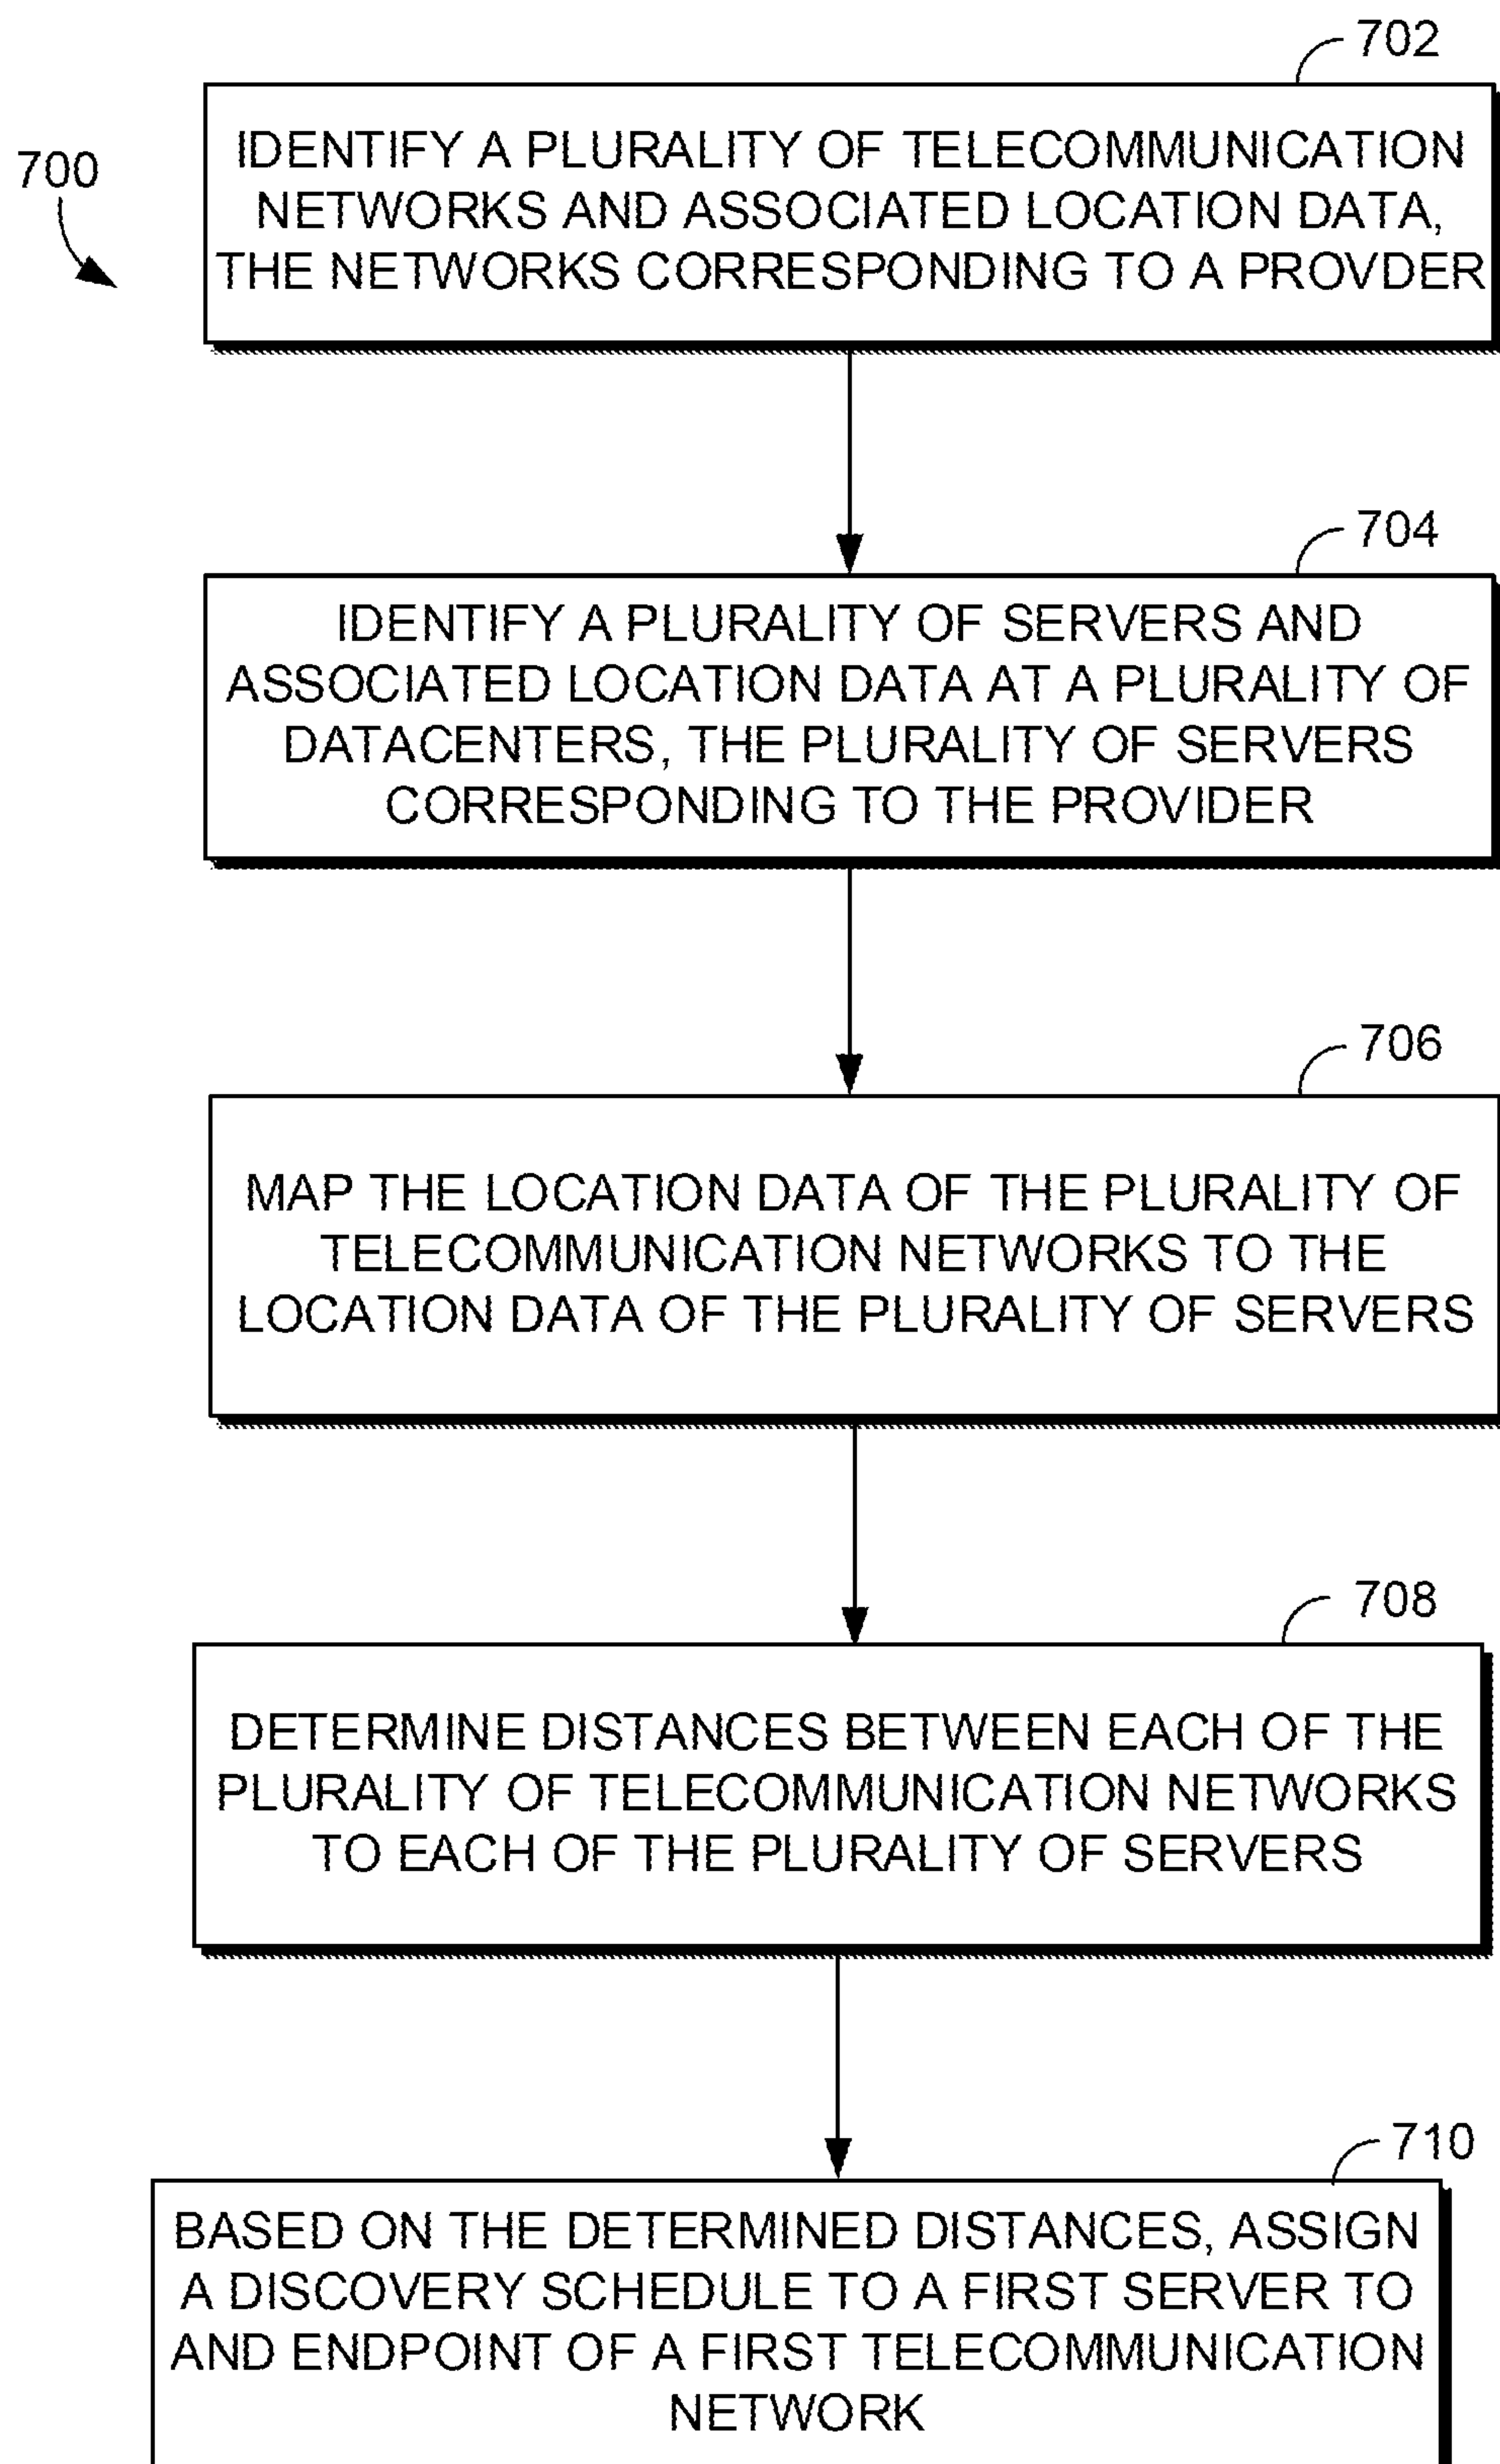 702
700
IDENTIFY A PLURALITY OF TELECOMMUNICATION
NETWORKS AND ASSOCIATED LOCATION DATA,
THE NETWORKS CORRESPONDING TO A PROVDER
704
IDENTIFY A PLURALITY OF SERVERS AND
ASSOCIATED LOCATION DATA AT A PLURALITY OF
DATACENTERS, THE PLURALITY OF SERVERS
CORRESPONDING TO THE PROVIDER
706
MAP THE LOCATION DATA OF THE PLURALITY OF
TELECOMMUNICATION NETWORKS TO THE
LOCATION DATA OF THE PLURALITY OF SERVERS
708
DETERMINE DISTANCES BETWEEN EACH OF THE
PLURALITY OF TELECOMMUNICATION NETWORKS
TO EACH OF THE PLURALITY OF SERVERS
710
BASED ON THE DETERMINED DISTANCES, ASSIGN
A DISCOVERY SCHEDULE TO A FIRST SERVER TO
AND ENDPOINT OF A FIRST TELECOMMUNICATION
NETWORK